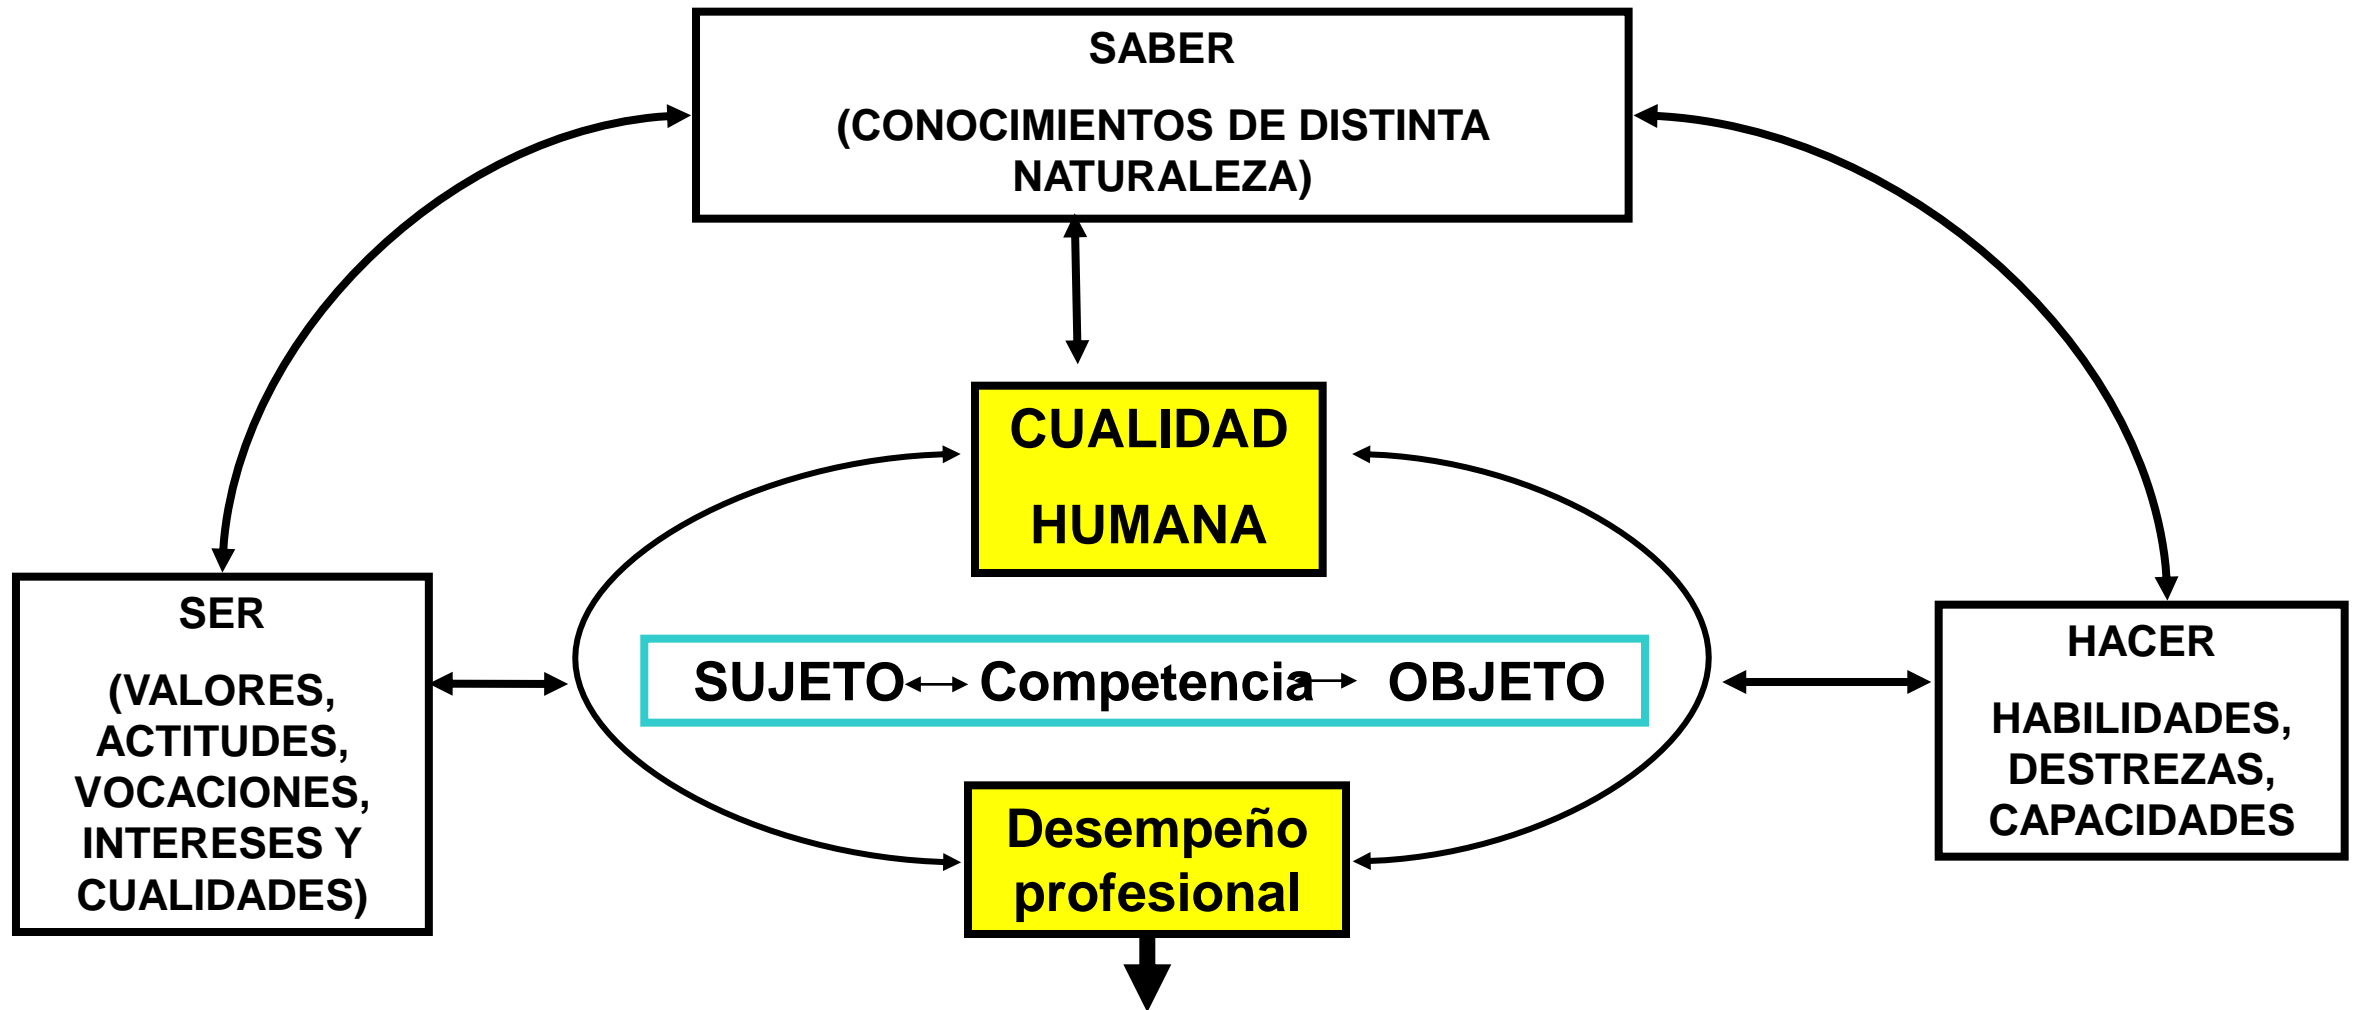 SABER
(CONOCIMIENTOS DE DISTINTA
NATURALEZA)
CUALIDAD
HUMANA
SER
(VALORES,
ACTITUDES,
VOCACIONES,
INTERESES Y
CUALIDADES)
SUJETO Competencia OBJETO
HACER
HABILIDADES,
DESTREZAS,
CAPACIDADES
Desempeño
profesional